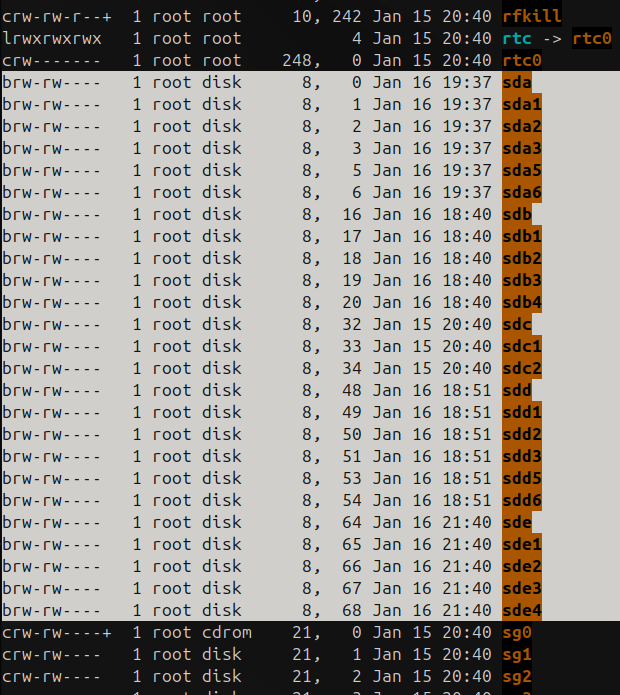 crw-rw-r--+ 1 root root 10, 242 Jan 15 20:40 rfkill
lrwxrwxrwx 1 root root 4 Jan 15 20:40 rtc -> rtc0
crw------- 1 root root 248, 0 Jan 15 20:40 rtc0
brw-rw---- 1 root disk 8, 0 Jan 16 19:37 sda
brw-rw---- 1 root disk 8, 1 Jan 16 19:37 sda1
brw-rw---- 1 root disk 8, 2 Jan 16 19:37 sda2
brw-rw---- 1 root disk 8, 3 Jan 16 19:37 sda3
brw-rw---- 1 root disk 8, 5 Jan 16 19:37 sda5
brw-rw---- 1 root disk 8, 6 Jan 16 19:37 sda6
brw-rw---- 1 root disk 8, 16 Jan 16 18:40 sdb
brw-rw---- 1 root disk 8, 17 Jan 16 18:40 sdb1
brw-rw---- 1 root disk 8, 18 Jan 16 18:40 sdb2
brw-rw---- 1 root disk 8, 19 Jan 16 18:40 sdb3
brw-rw---- 1 root disk 8, 20 Jan 16 18:40 sdb4
brw-rw---- 1 root disk 8, 32 Jan 15 20:40 sdc
brw-rw---- 1 root disk 8, 33 Jan 15 20:40 sdc1
brw-rw---- 1 root disk 8, 34 Jan 15 20:40 sdc2
brw-rw---- 1 root disk 8, 48 Jan 16 18:51 sdd
brw-rw---- 1 root disk 8, 49 Jan 16 18:51 sdd1
brw-rw---- 1 root disk 8, 50 Jan 16 18:51 sdd2
brw-rw---- 1 root disk 8, 51 Jan 16 18:51 sdd3
brw-rw---- 1 root disk 8, 53 Jan 16 18:51 sdd5
brw-rw---- 1 root disk 8, 54 Jan 16 18:51 sdd6
brw-rw---- 1 root disk 8, 64 Jan 16 21:40 sde
brw-rw---- 1 root disk 8, 65 Jan 16 21:40 sde1
brw-rw---- 1 root disk 8, 66 Jan 16 21:40 sde2
brw-rw---- 1 root disk 8, 67 Jan 16 21:40 sde3
brw-rw---- 1 root disk 8, 68 Jan 16 21:40 sde4
crw-rw----+ 1 root cdrom 21, 0 Jan 15 20:40 sg0
crw-rw---- 1 root disk 21, 1 Jan 15 20:40 sg1
crw-rw---- 1 root disk 21, 2 Jan 15 20:40 sg2